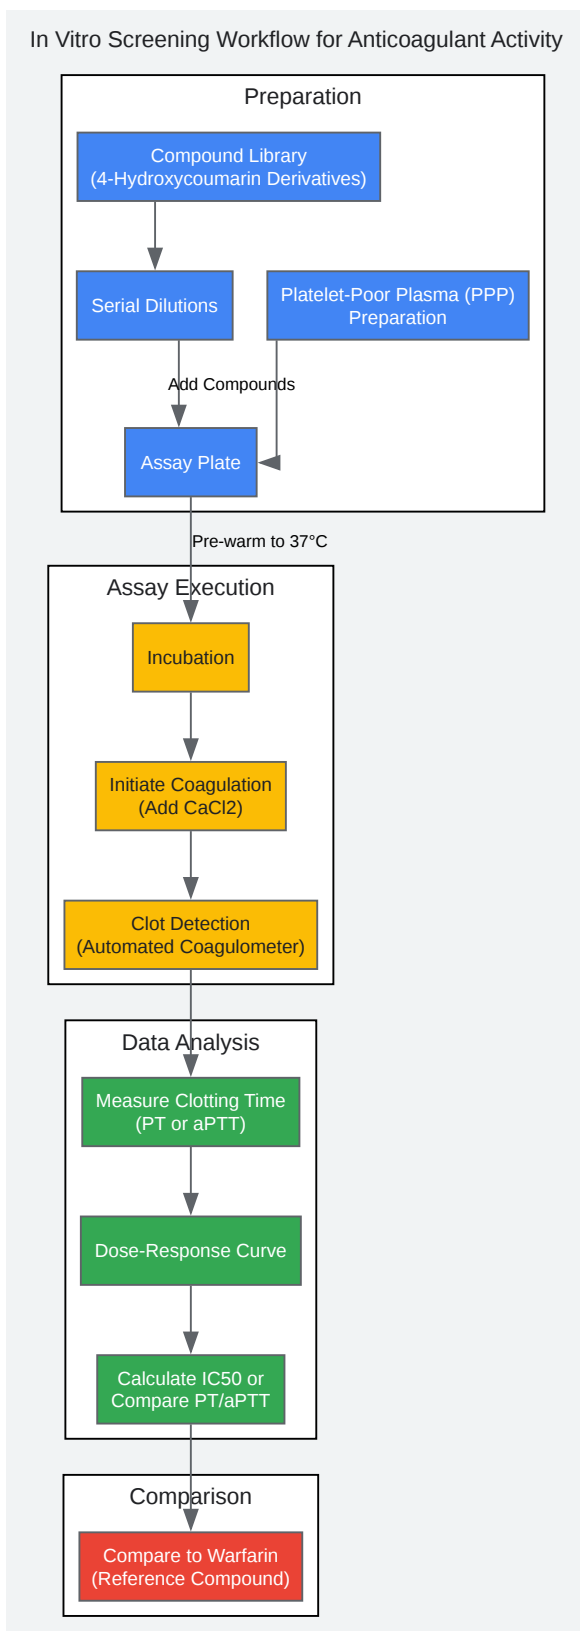 In Vitro Screening Workflow for Anticoagulant Activity
Preparation
Compound Library
(4-Hydroxycoumarin Derivatives)
Serial Dilutions
Platelet-Poor Plasma (PPP)
Preparation
Add Compounds
Assay Plate
Pre-warm to 37°C
Assay Execution
Incubation
Initiate Coagulation
(Add CaCl2)
Clot Detection
(Automated Coagulometer)
Data Analysis
Measure Clotting Time
(PT or aPTT)
Dose-Response Curve
Calculate IC50 or
Compare PT/aPTT
Comparison
Compare to Warfarin
(Reference Compound)